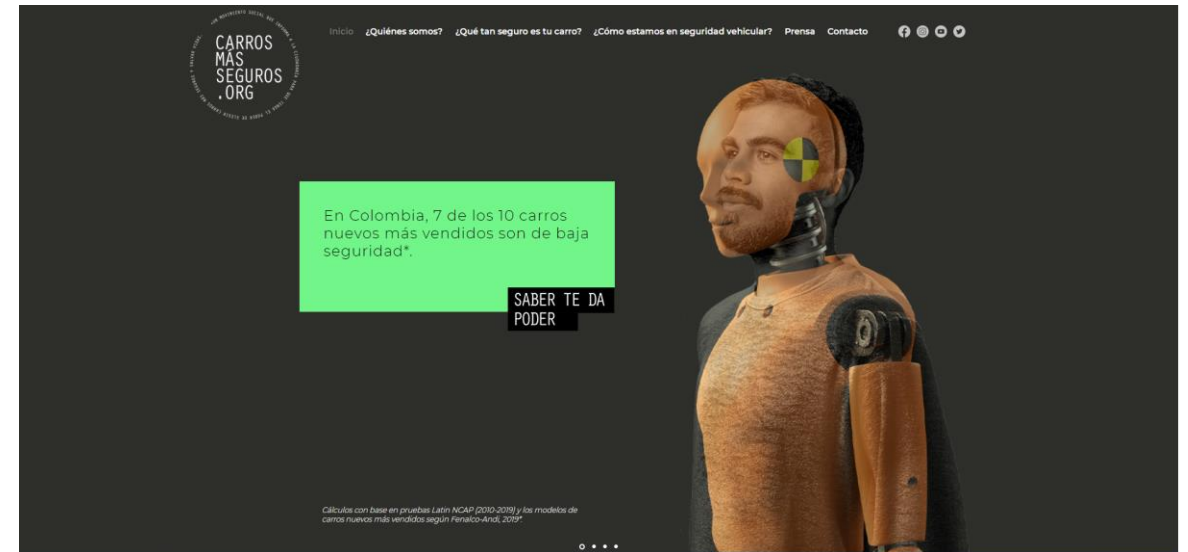 CARROS
MÁS
SEGUROS
.ORG
Inicio ¿Quiénes somos? ¿Qué tan seguro es tu carro? ¿Cómo estamos en seguridad vehicular? Prensa Contacto
En Colombia, 7 de los 10 carros
nuevos más vendidos son de baja
seguridad*.
SABER TE DA
PODER
Cálculos con base en pruebas Latin NCAP (2010-2019) y los modelos de
carros nuevos más vendidos según Fenalco-Andi, 2019*.